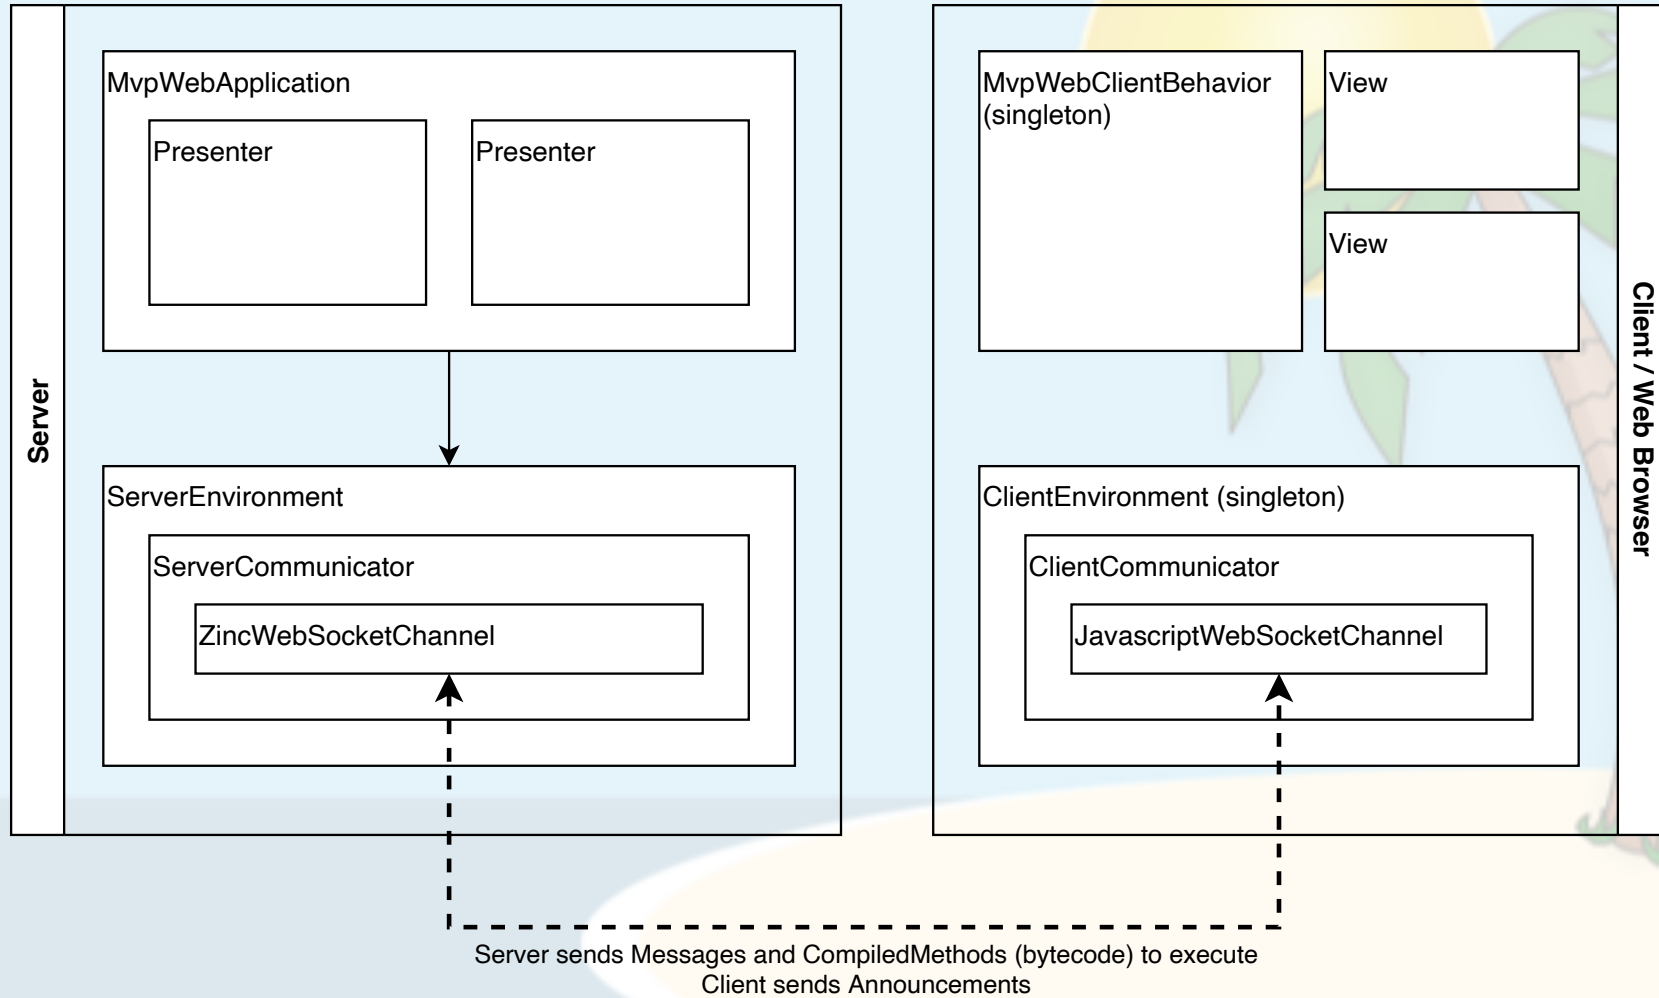 Server
MvpWebApplication
Presenter
Presenter
ServerEnvironment
ServerCommunicator
ZincWebSocketChannel
MvpWebClientBehavior
(singleton)
View
View
ClientEnvironment (singleton)
ClientCommunicator
JavascriptWebSocketChannel
Client / Web Browser
Server sends Messages and CompiledMethods (bytecode) to execute
Client sends Announcements